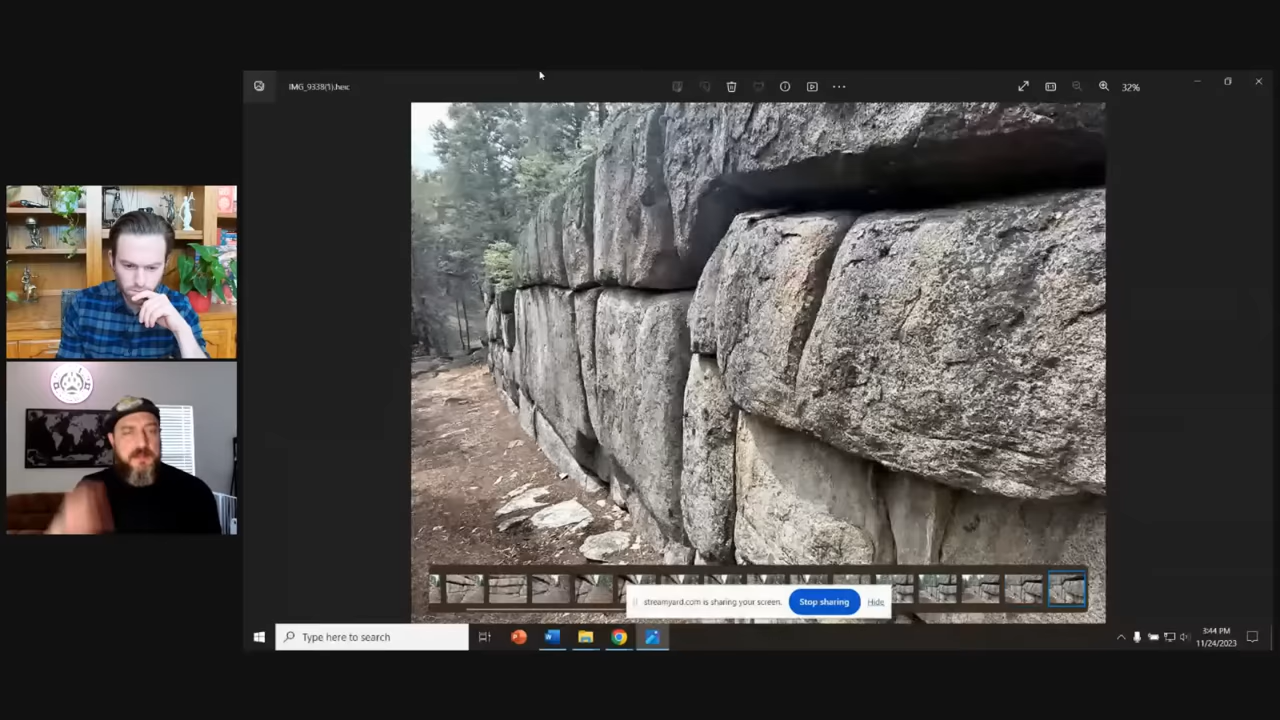 IMG_9338(1).heic
32%
streamyard.com is sharing your screen.
Stop sharing
Hide
Type here to search
3:44 PM
11/24/2023